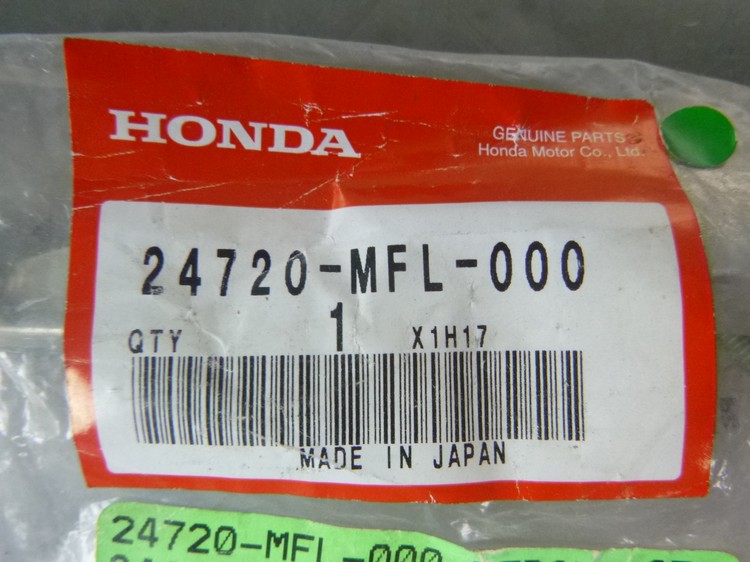 HONDA
GENUINE PARTS
Honda Motor Co., Ltd.
24720-MFL-000
QTY 1 X1H17
MADE IN JAPAN
24720-MFL-000